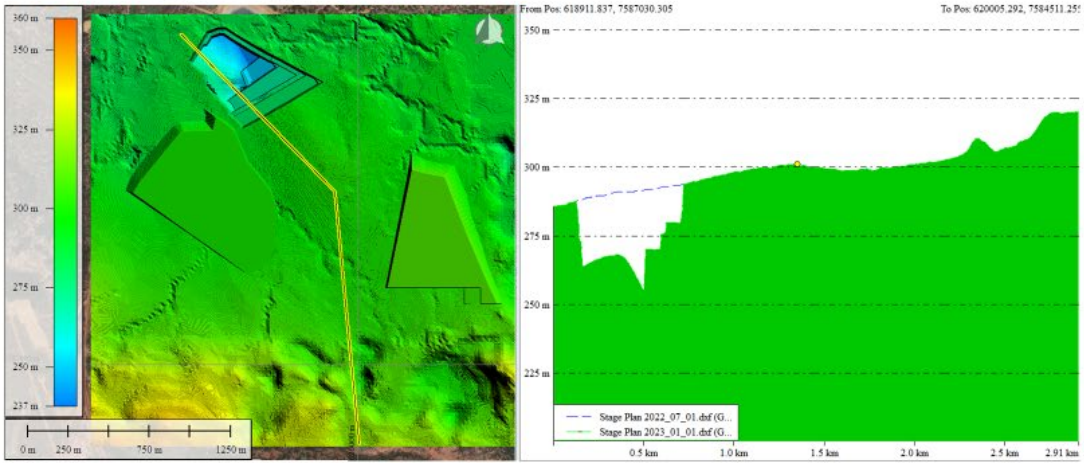 360 m
350 m
325 m
300 m
275 m
250 m
237 m
0 m 250 m 750 m 1250 m
From Pos: 618911.837, 7587030.305 To Pos: 620005.292, 7584511.255
350 m
325 m
300 m
275 m
250 m
225 m
Stage Plan 2022_07_01.dxf (G...
Stage Plan 2023_01_01.dxf (G...
0.5 km 1.0 km 1.5 km 2.0 km 2.5 km 2.91 km